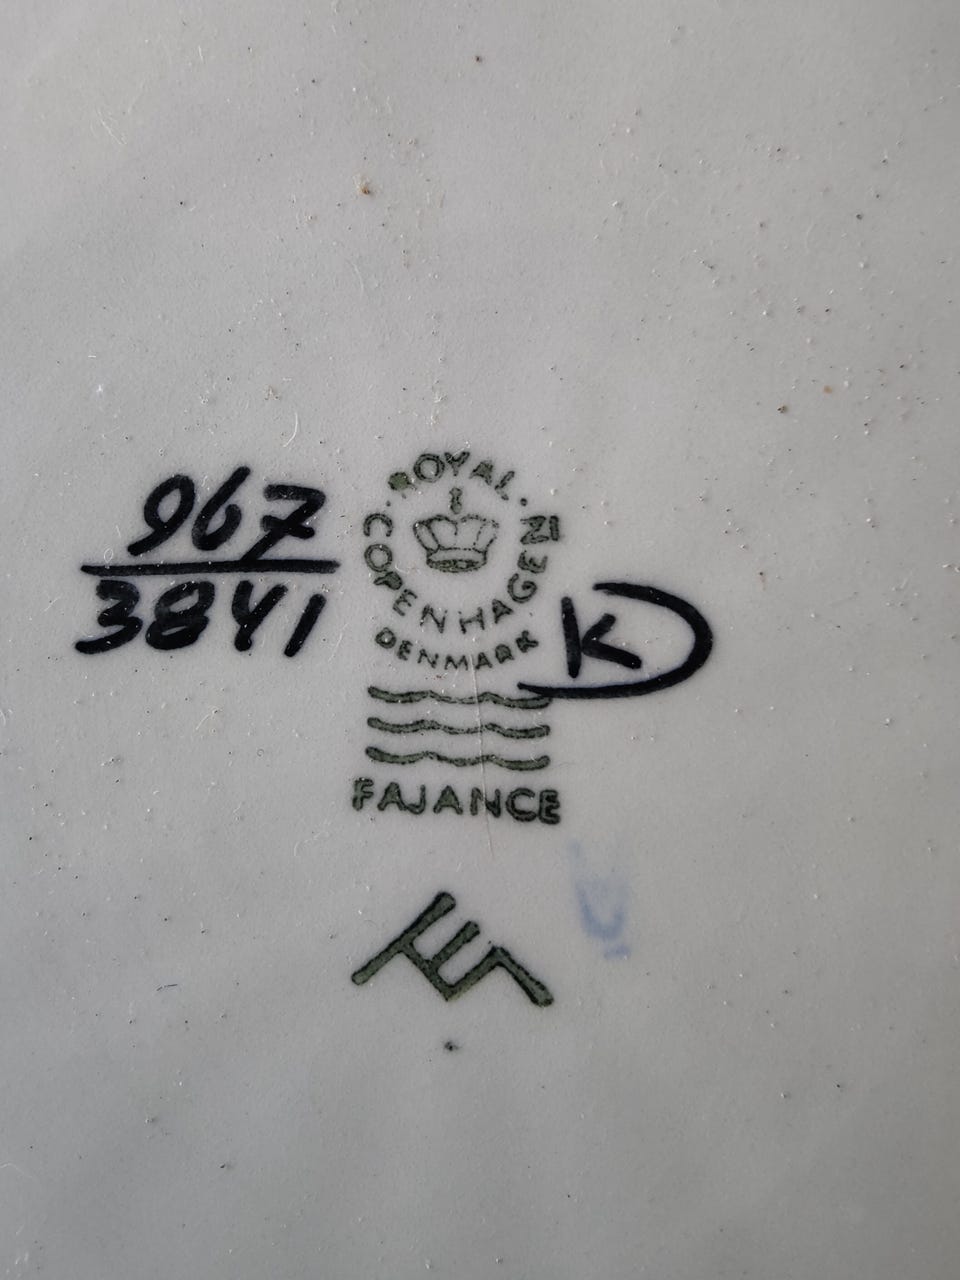 967
3841
ROYAL
COPENHAGEN
DENMARK
K
FAJANCE